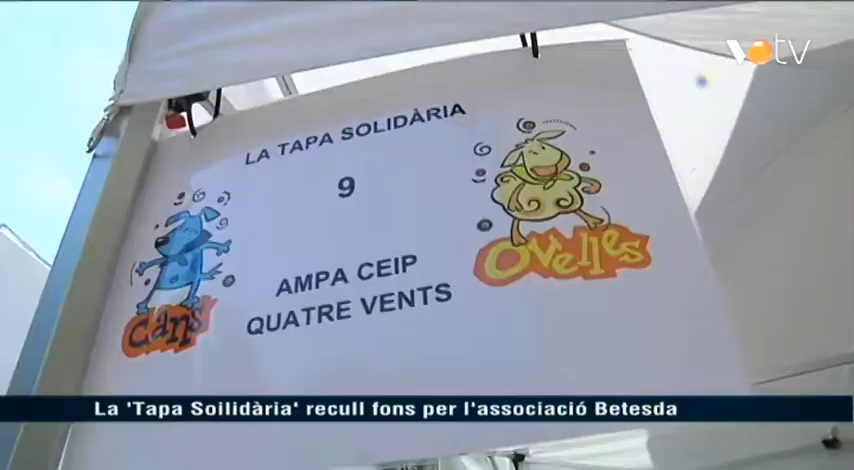 VOtv
LA TAPA SOLIDÀRIA
9
AMPA CEIP
QUATRE VENTS
Cans
Ovelles
La 'Tapa Soilidària' recull fons per l'associació Betesda